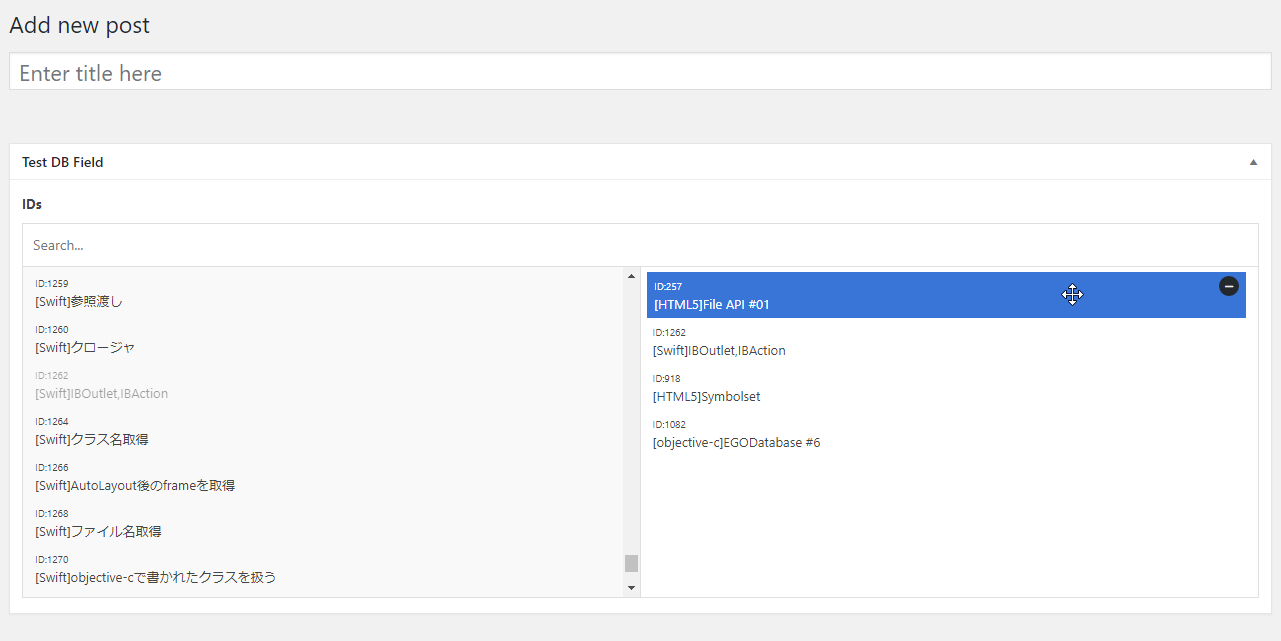 Add new post
Enter title here
Test DB Field
IDs
Search...
ID:1259
[Swift]参照渡し
ID:1260
[Swift]クロージャ
ID:1262
[Swift]IBOutlet,IBAction
ID:1264
[Swift]クラス名取得
ID:1266
[Swift]AutoLayout後のframeを取得
ID:1268
[Swift]ファイル名取得
ID:1270
[Swift]objective-cで書かれたクラスを扱う
ID:257
[HTML5]File API #01
ID:1262
[Swift]IBOutlet,IBAction
ID:918
[HTML5]Symbolset
ID:1082
[objective-c]EGODatabase #6